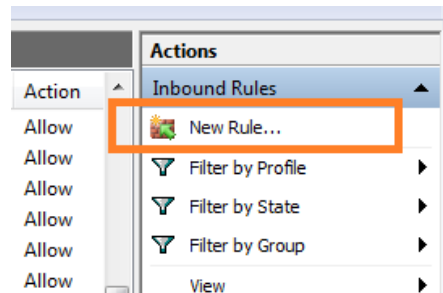 Actions
Action
Inbound Rules
Allow
New Rule...
Allow
Filter by Profile
Allow
Filter by State
Allow
Filter by Group
Allow
Allow
View